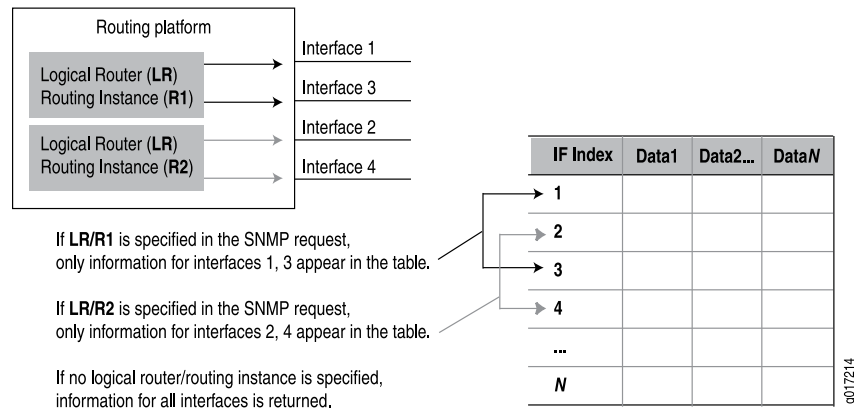 Routing platform
Logical Router (LR)
Routing Instance (R1)
Logical Router (LR)
Routing Instance (R2)
Interface 1
Interface 3
Interface 2
Interface 4
If LR/R1 is specified in the SNMP request,
only information for interfaces 1, 3 appear in the table.
If LR/R2 is specified in the SNMP request,
only information for interfaces 2, 4 appear in the table.
If no logical router/routing instance is specified,
information for all interfaces is returned,
IF Index Data1 Data2... DataN
1
2
3
4
...
N
g017214